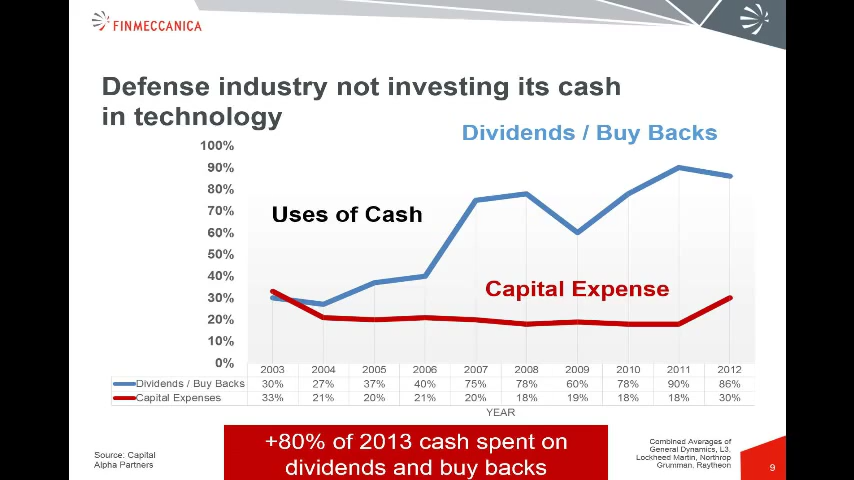 FINMECCANICA
Defense industry not investing its cash
in technology
Dividends / Buy Backs
100%
90%
80%
70%
60%
50%
40%
30%
20%
10%
0%
Uses of Cash
Capital Expense
2003 2004 2005 2006 2007 2008 2009 2010 2011 2012
Dividends / Buy Backs 30% 27% 37% 40% 75% 78% 60% 78% 90% 86%
Capital Expenses 33% 21% 20% 21% 20% 18% 19% 18% 18% 30%
YEAR
+80% of 2013 cash spent on
dividends and buy backs
Source: Capital
Alpha Partners
Combined Averages of
General Dynamics, L3,
Lockheed Martin, Northrop
Grumman, Raytheon
9